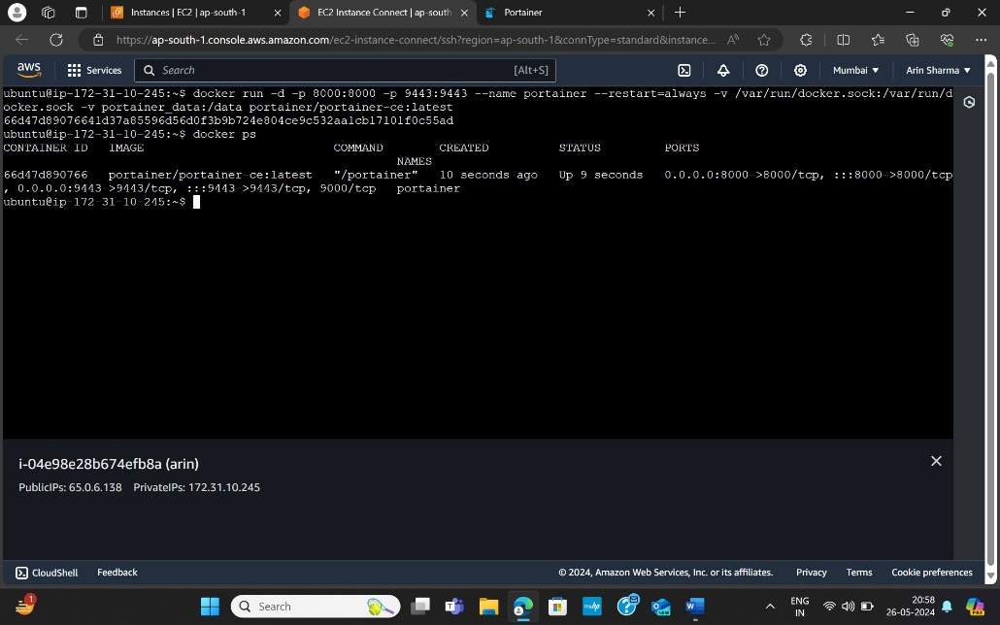 Instances | EC2 | ap-south-1
EC2 Instance Connect | ap-south
Portainer
https://ap-south-1.console.aws.amazon.com/ec2-instance-connect/ssh?region=ap-south-1&connType=standard&instance...
aws
Services
Search
[Alt+S]
Mumbai ▼
Arin Sharma ▼
ubuntu@ip-172-31-10-245:~$ docker run -d -p 8000:8000 -p 9443:9443 --name portainer --restart=always -v /var/run/docker.sock:/var/run/d
ocker.sock -v portainer_data:/data portainer/portainer-ce:latest
66d47d89076641d37a85596d56d0f3b9b724e804ce9c532aa1cb17101f0c55ad
ubuntu@ip-172-31-10-245:~$ docker ps
CONTAINER ID IMAGE COMMAND CREATED STATUS PORTS
NAMES
66d47d890766 portainer/portainer-ce:latest "/portainer" 10 seconds ago Up 9 seconds 0.0.0.0:8000->8000/tcp, :::8000->8000/tcp
, 0.0.0.0:9443->9443/tcp, :::9443->9443/tcp, 9000/tcp portainer
ubuntu@ip-172-31-10-245:~$
i-04e98e28b674efb8a (arin)
PublicIPs: 65.0.6.138 PrivateIPs: 172.31.10.245
CloudShell
Feedback
© 2024, Amazon Web Services, Inc. or its affiliates.
Privacy
Terms
Cookie preferences
1
Search
ENG
IN
20:58
26-05-2024